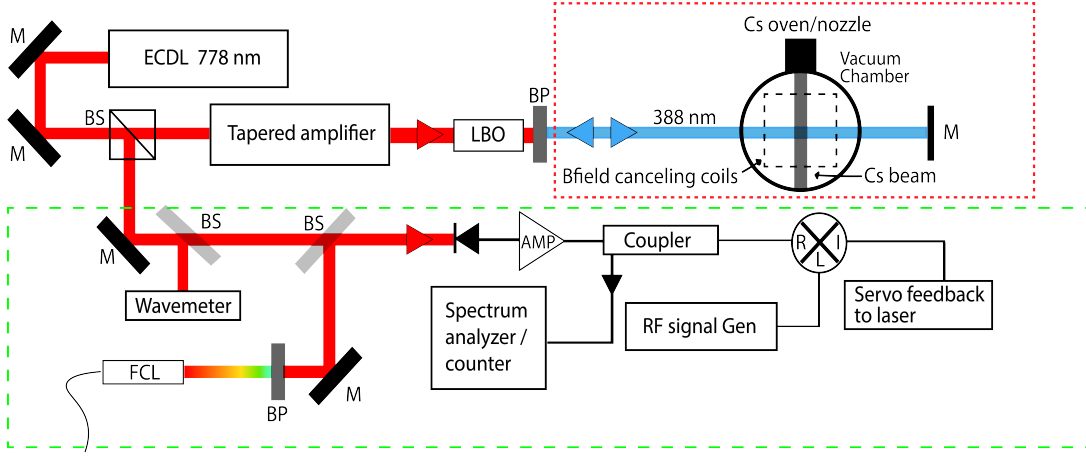 M
ECDL 778 nm
Cs oven/nozzle
Vacuum
Chamber
BS
BP
M
Tapered amplifier
LBO
388 nm
M
Bfield canceling coils
Cs beam
BS
BS
M
AMP
Coupler
R
I
L
Wavemeter
Spectrum
analyzer /
counter
RF signal Gen
Servo feedback
to laser
FCL
BP
M